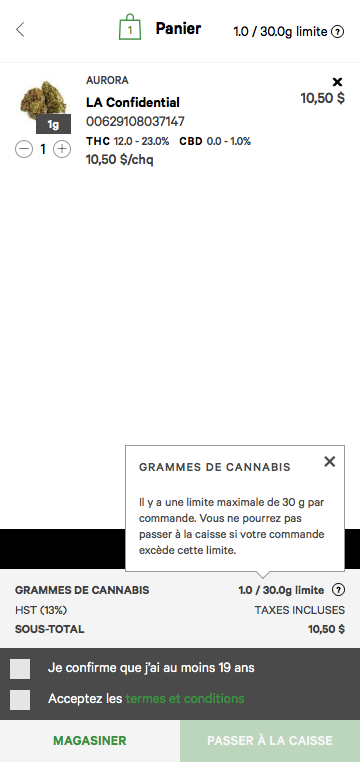 1
Panier
1.0 / 30.0g limite ?
AURORA
LA Confidential
10,50 $
00629108037147
1g
THC 12.0 - 23.0% CBD 0.0 - 1.0%
1
10,50 $/chq
GRAMMES DE CANNABIS
Il y a une limite maximale de 30 g par
commande. Vous ne pourrez pas
passer à la caisse si votre commande
excède cette limite.
GRAMMES DE CANNABIS 1.0 / 30.0g limite ?
HST (13%) TAXES INCLUSES
SOUS-TOTAL 10,50 $
Je confirme que j'ai au moins 19 ans
Acceptez les termes et conditions
MAGASINER PASSER À LA CAISSE